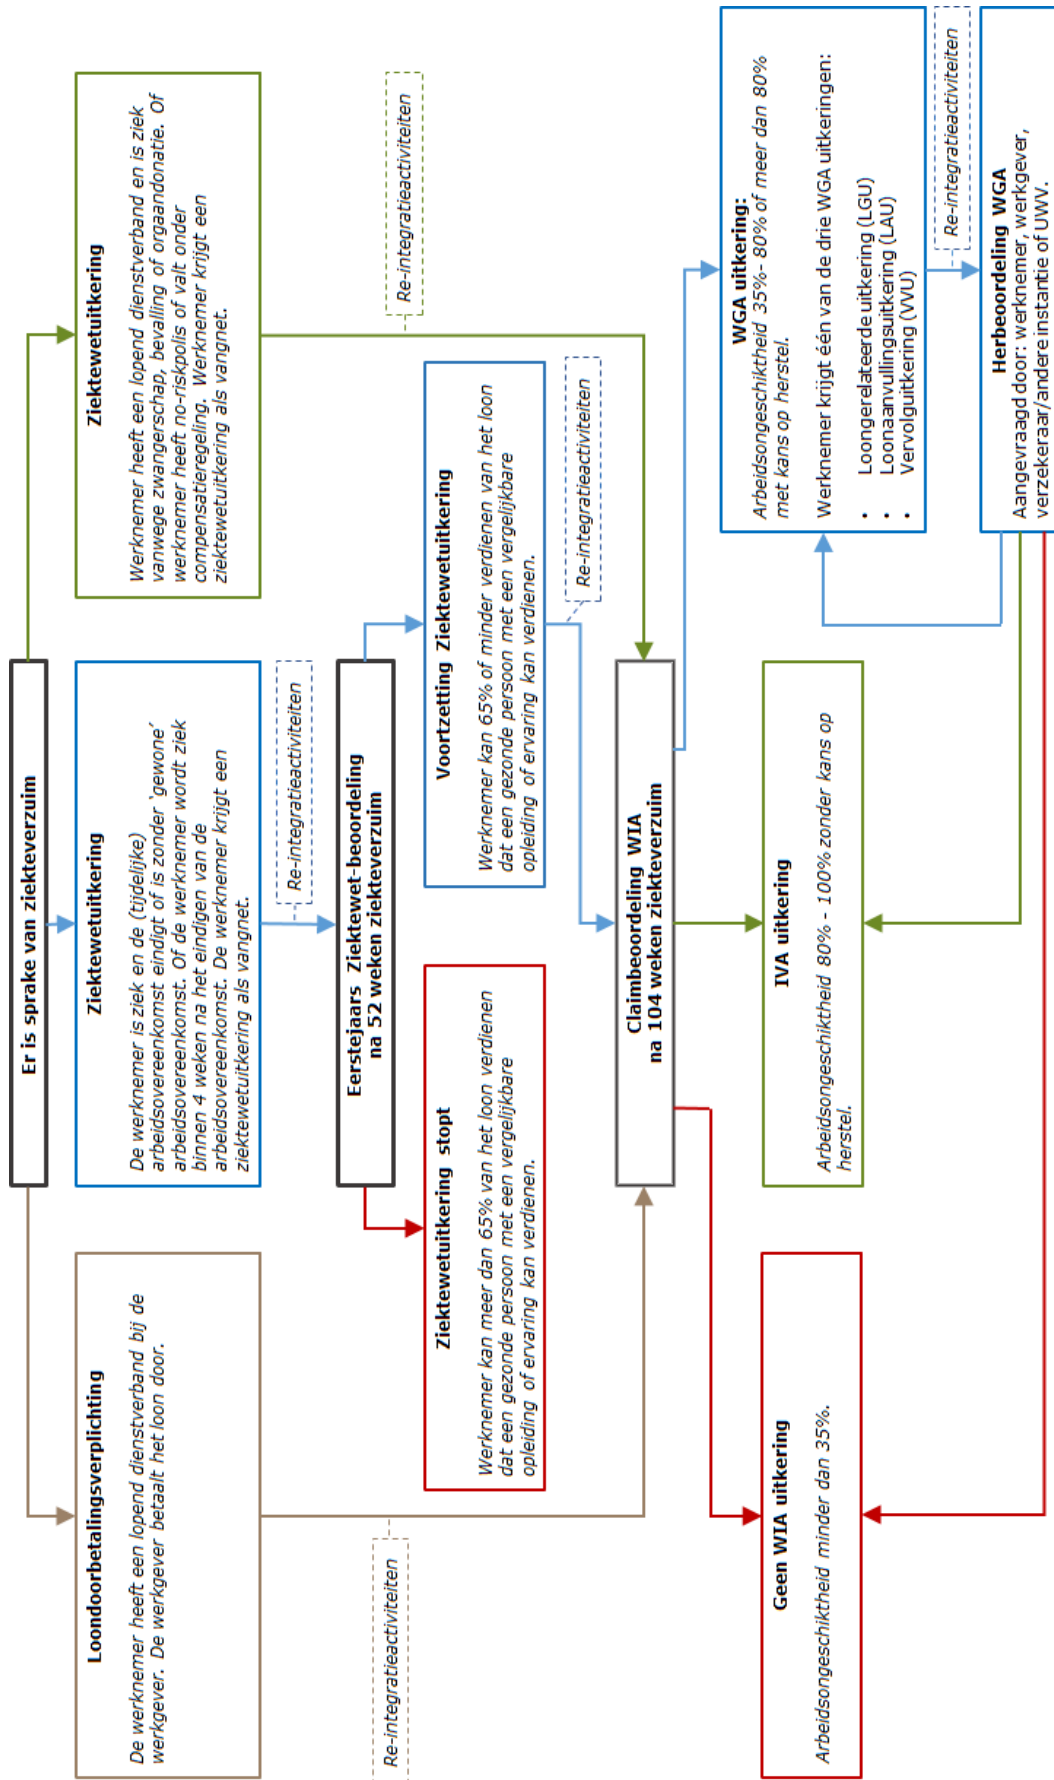 Er is sprake van ziekteverzuim
Loondoorbetalingsverplichting
De werknemer heeft een lopend dienstverband bij de
werkgever. De werkgever betaalt het loon door.
Ziektewetuitkering
De werknemer is ziek en de (tijdelijke)
arbeidsovereenkomst eindigt of is zonder ‘gewone’
arbeidsovereenkomst. Of de werknemer wordt ziek
binnen 4 weken na het eindigen van de
arbeidsovereenkomst. De werknemer krijgt een
ziektewetuitkering als vangnet.
Ziektewetuitkering
Werknemer heeft een lopend dienstverband en is ziek
vanwege zwangerschap, bevalling of orgaandonatie. Of
werknemer heeft no-riskpolis of valt onder
compensatieregeling. Werknemer krijgt een
ziektewetuitkering als vangnet.
Re-integratieactiviteiten
Re-integratieactiviteiten
Re-integratieactiviteiten
Eerstejaars Ziektewet-beoordeling
na 52 weken ziekteverzuim
Ziektewetuitkering stopt
Werknemer kan meer dan 65% van het loon verdienen
dat een gezonde persoon met een vergelijkbare
opleiding of ervaring kan verdienen.
Voortzetting Ziektewetuitkering
Werknemer kan 65% of minder verdienen van het loon
dat een gezonde persoon met een vergelijkbare
opleiding of ervaring kan verdienen.
Re-integratieactiviteiten
Claimbeoordeling WIA
na 104 weken ziekteverzuim
Geen WIA uitkering
Arbeidsongeschiktheid minder dan 35%.
IVA uitkering
Arbeidsongeschiktheid 80% - 100% zonder kans op
herstel.
WGA uitkering:
Arbeidsongeschiktheid 35%- 80% of meer dan 80%
met kans op herstel.
Werknemer krijgt één van de drie WGA uitkeringen:
• Loongerelateerde uitkering (LGU)
• Loonaanvullingsuitkering (LAU)
• Vervolguitkering (VVU)
Re-integratieactiviteiten
Herbeoordeling WGA
Aangevraagd door: werknemer, werkgever,
verzekeraar/andere instantie of UWV.